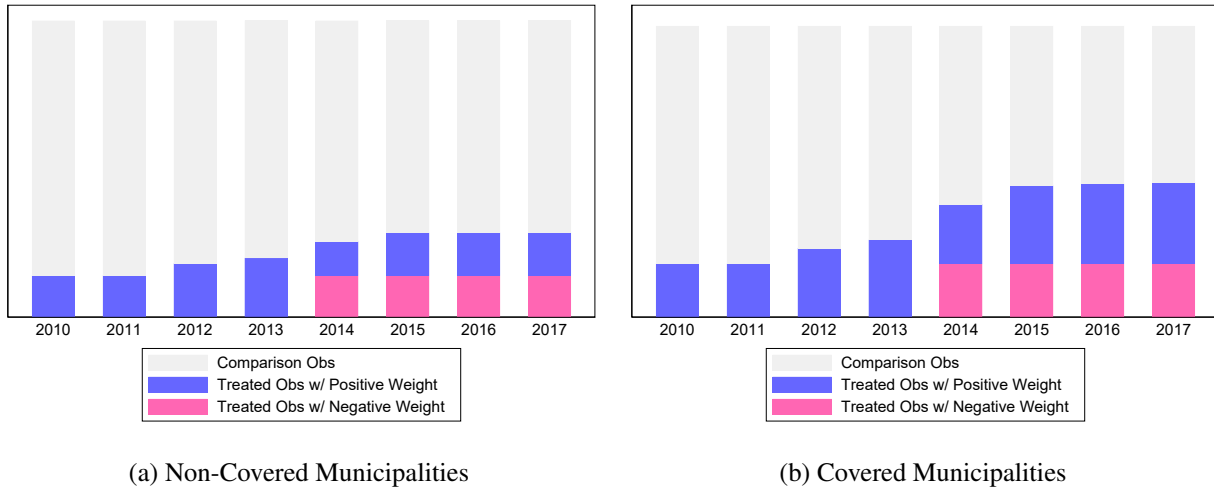 2010 2011 2012 2013 2014 2015 2016 2017
Comparison Obs
Treated Obs w/ Positive Weight
Treated Obs w/ Negative Weight
(a) Non-Covered Municipalities
2010 2011 2012 2013 2014 2015 2016 2017
Comparison Obs
Treated Obs w/ Positive Weight
Treated Obs w/ Negative Weight
(b) Covered Municipalities